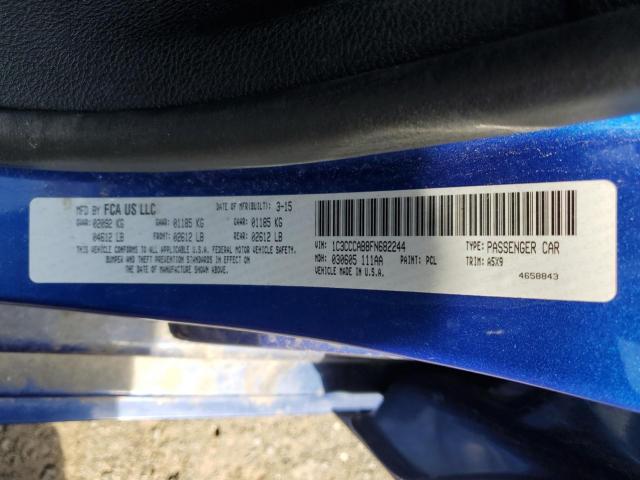 MFD BY FCA US LLC DATE OF MFR(BUILT): 3-15
GVWR: 02092 KG GAWR: 01185 KG GAWR: 01185 KG
04612 LB FRONT: 02612 LB REAR: 02612 LB
THIS VEHICLE CONFORMS TO ALL APPLICABLE U.S.A. FEDERAL MOTOR VEHICLE SAFETY,
BUMPER AND THEFT PREVENTION STANDARDS IN EFFECT ON
THE DATE OF MANUFACTURE SHOWN ABOVE.
VIN: 1C3CCCABBFN682244 TYPE: PASSENGER CAR
MDH: 030605 111AA PAINT: PCL TRIM: A5X9
VEHICLE MADE IN U.S.A.
4658843